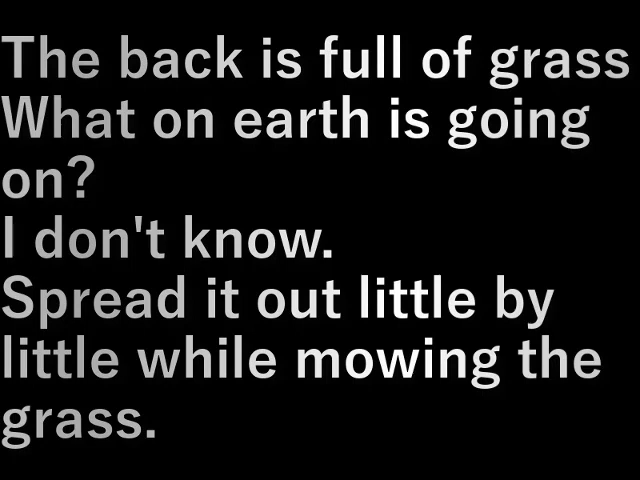 The back is full of grass
What on earth is going
on?
I don't know.
Spread it out little by
little while mowing the
grass.